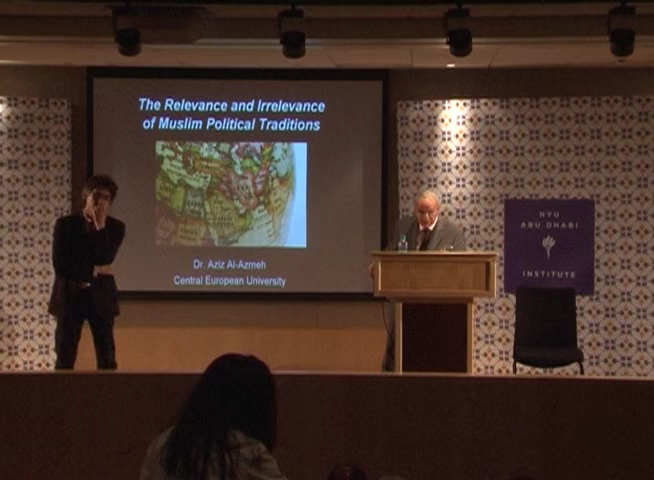 The Relevance and Irrelevance
of Muslim Political Traditions
Dr. Aziz Al-Azmeh
Central European University
NYU
ABU DHABI
INSTITUTE